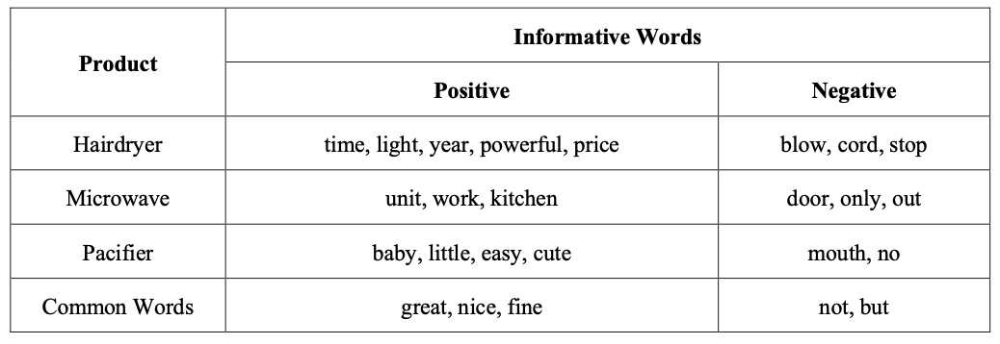 Product
Informative Words
Positive
Negative
Hairdryer
time, light, year, powerful, price
blow, cord, stop
Microwave
unit, work, kitchen
door, only, out
Pacifier
baby, little, easy, cute
mouth, no
Common Words
great, nice, fine
not, but